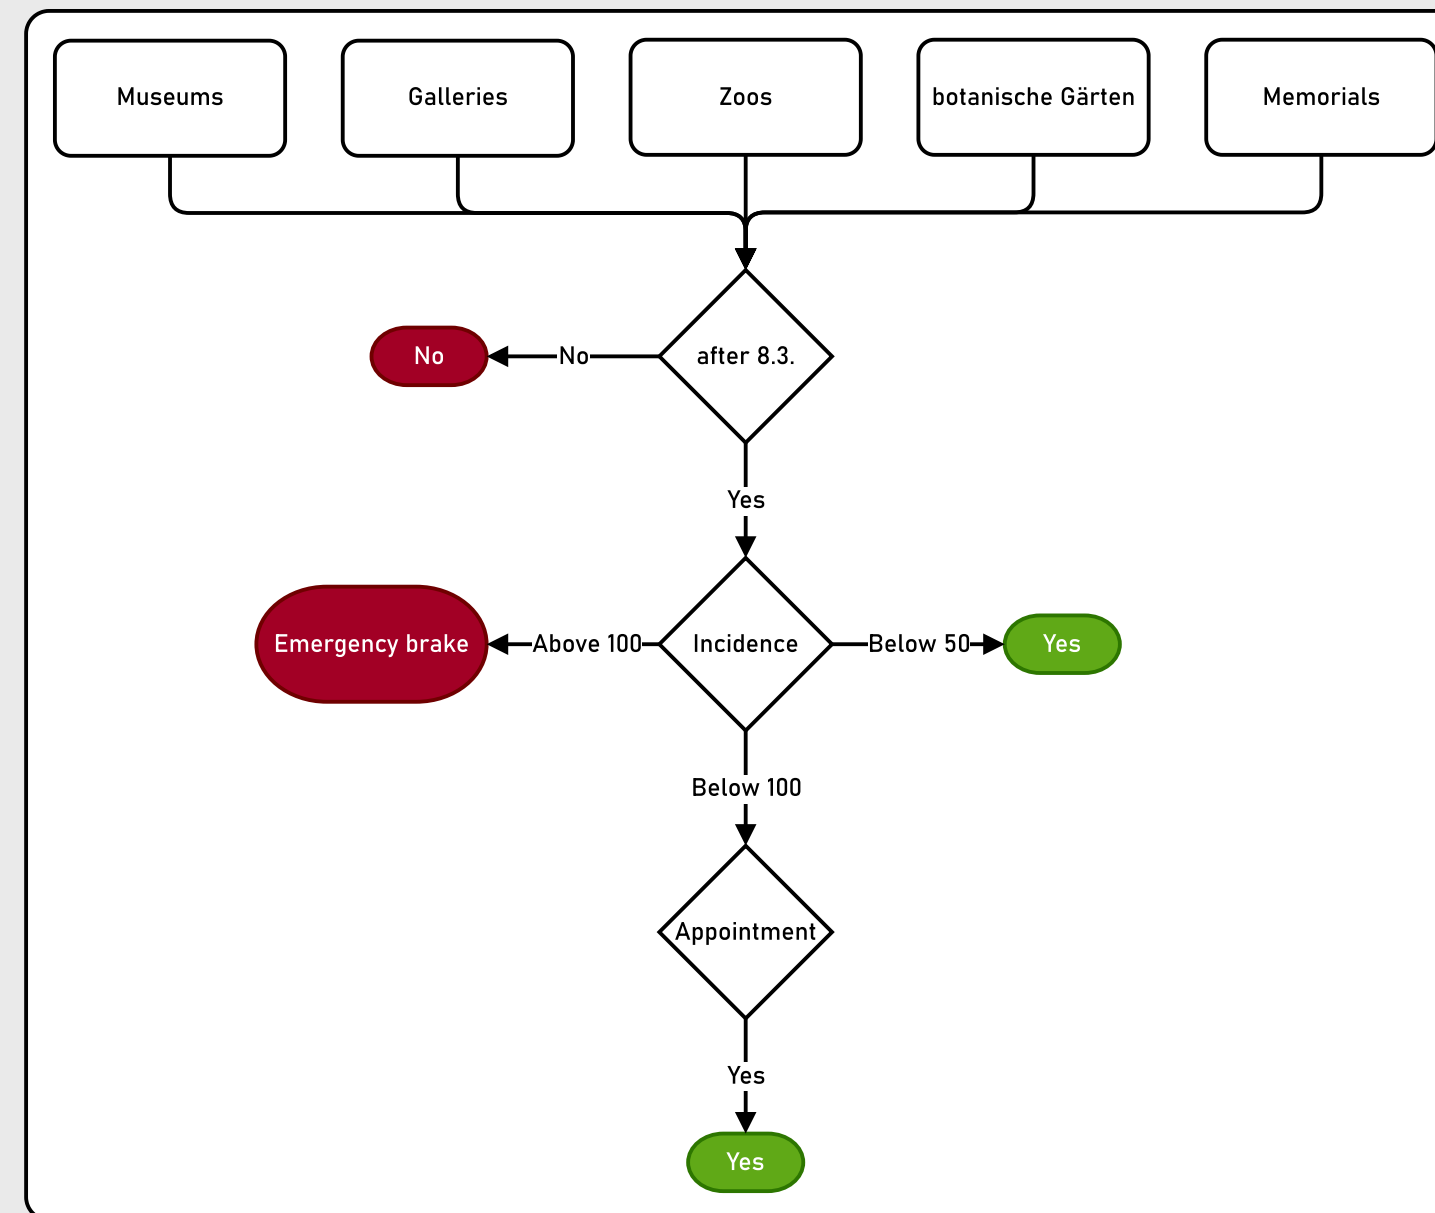 Museums
Galleries
Zoos
botanische Gärten
Memorials
No
No
after 8.3.
Yes
Emergency brake
Above 100
Incidence
Below 50
Yes
Below 100
Appointment
Yes
Yes